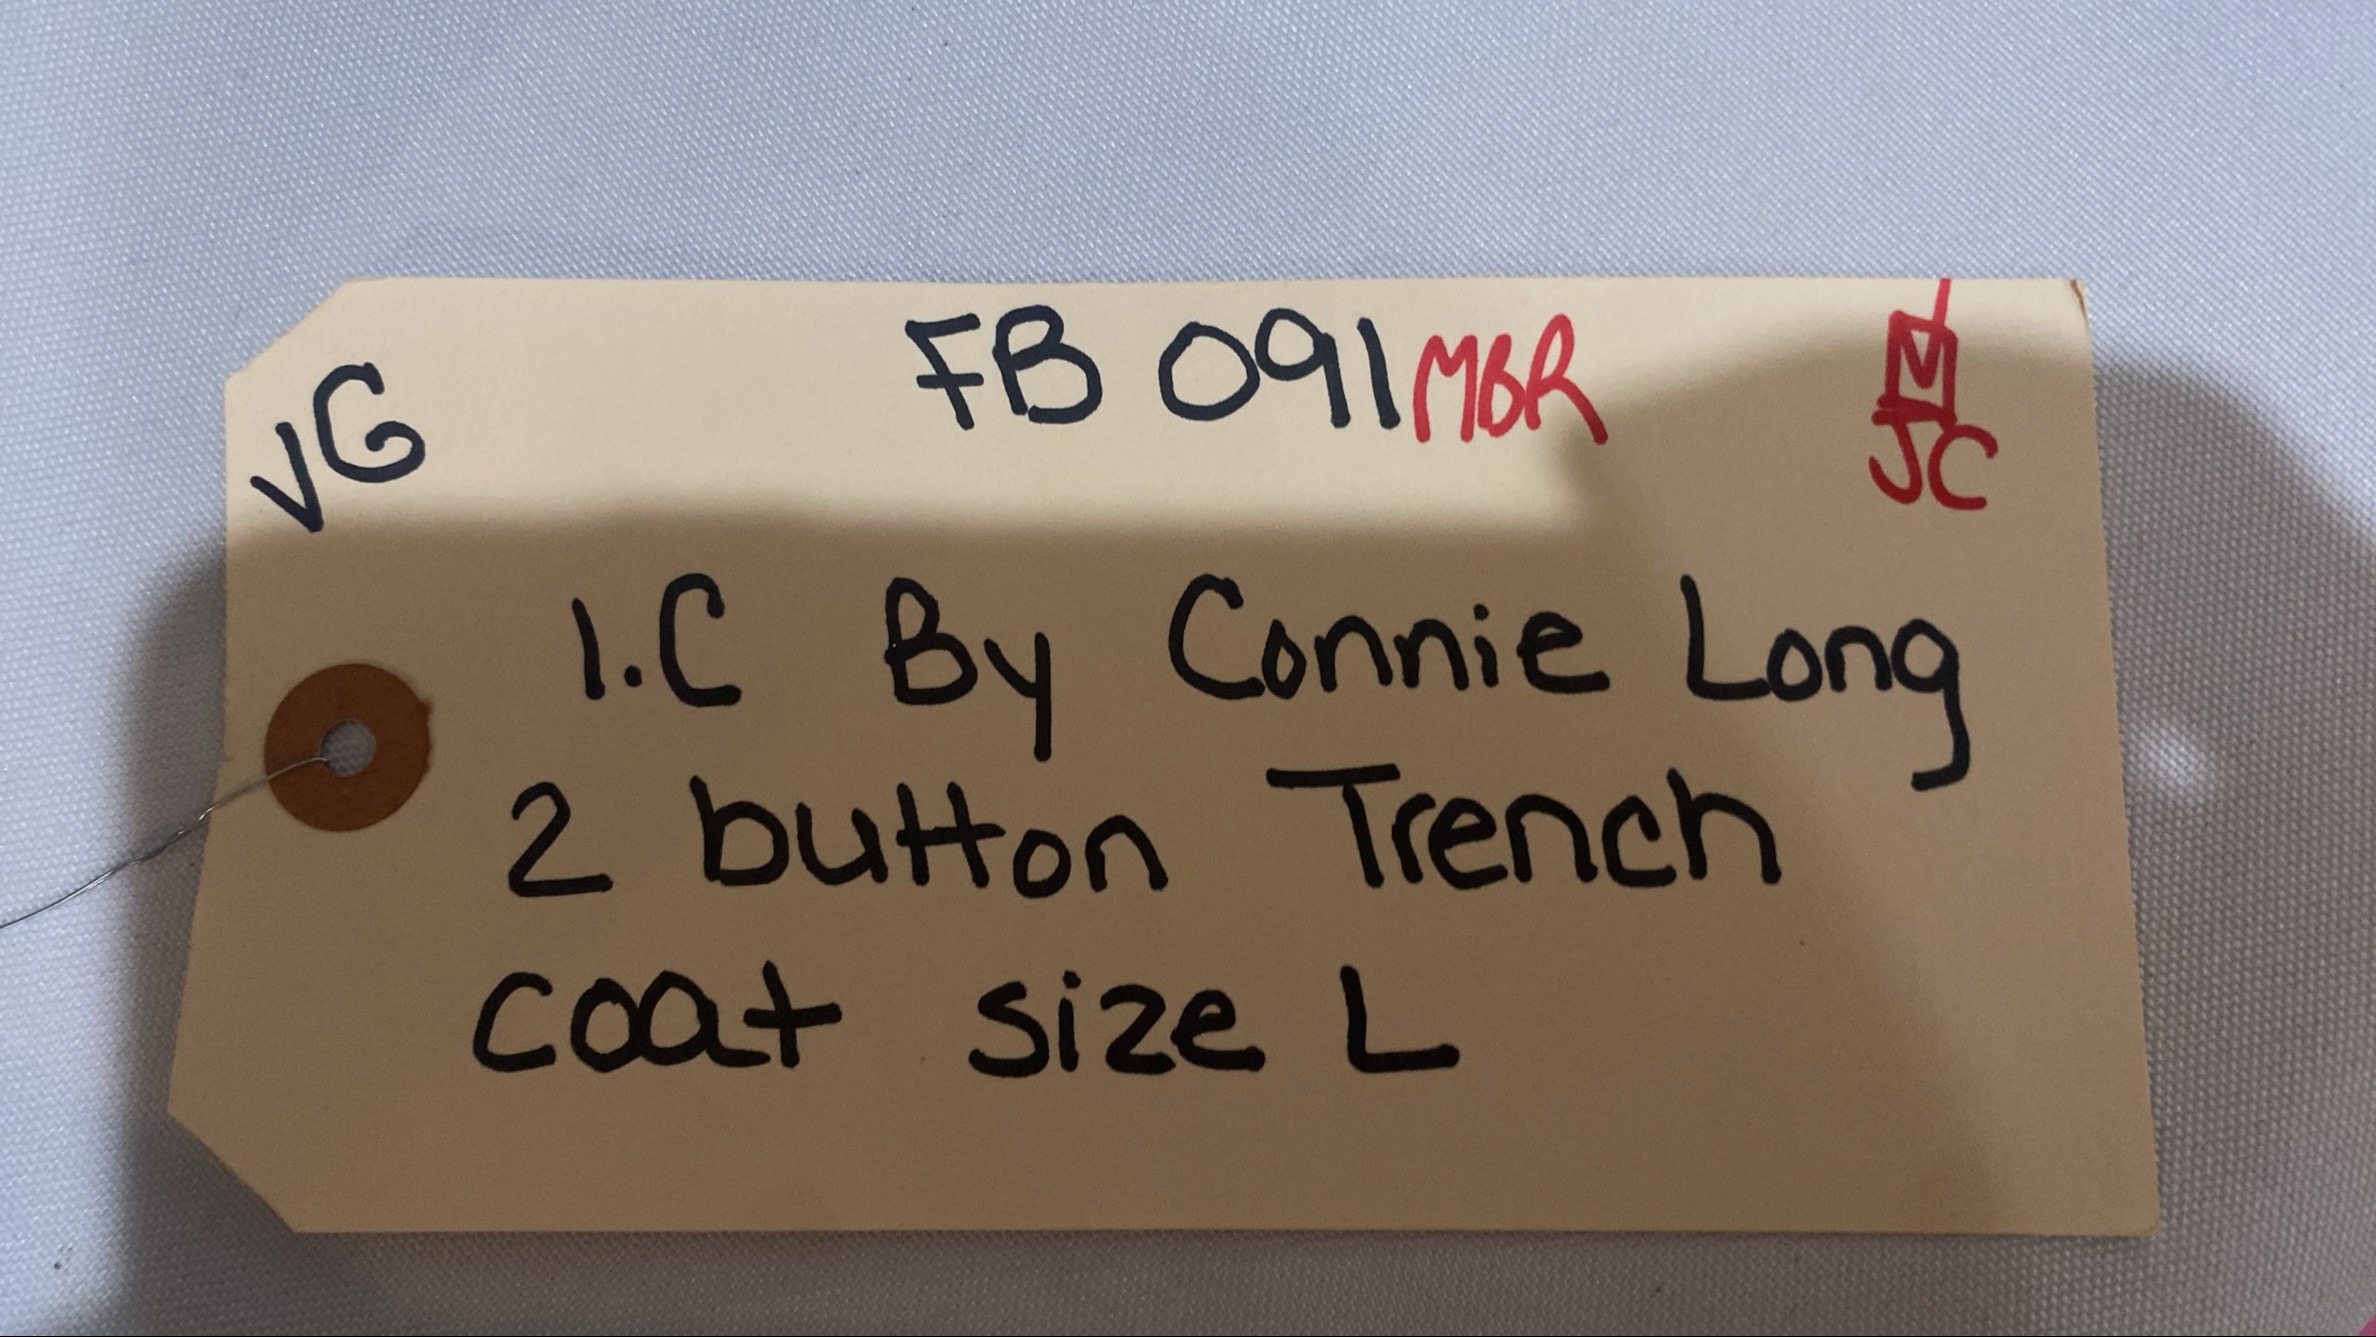 VG
FB 091 MBR
M
JC
1.C By Connie Long
2 button Trench
coat size L